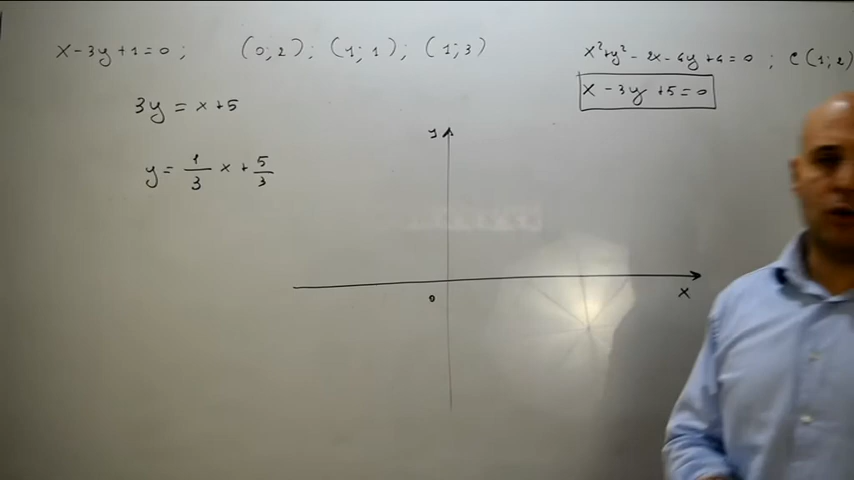 x-3y+1=0 ; (0;2) ; (1;1) ; (1;3)
x²+y²-2x-4y+4=0 ; C(1;2)
x-3y+5=0
3y = x+5
y= 1/3 x + 5/3
y
0
x